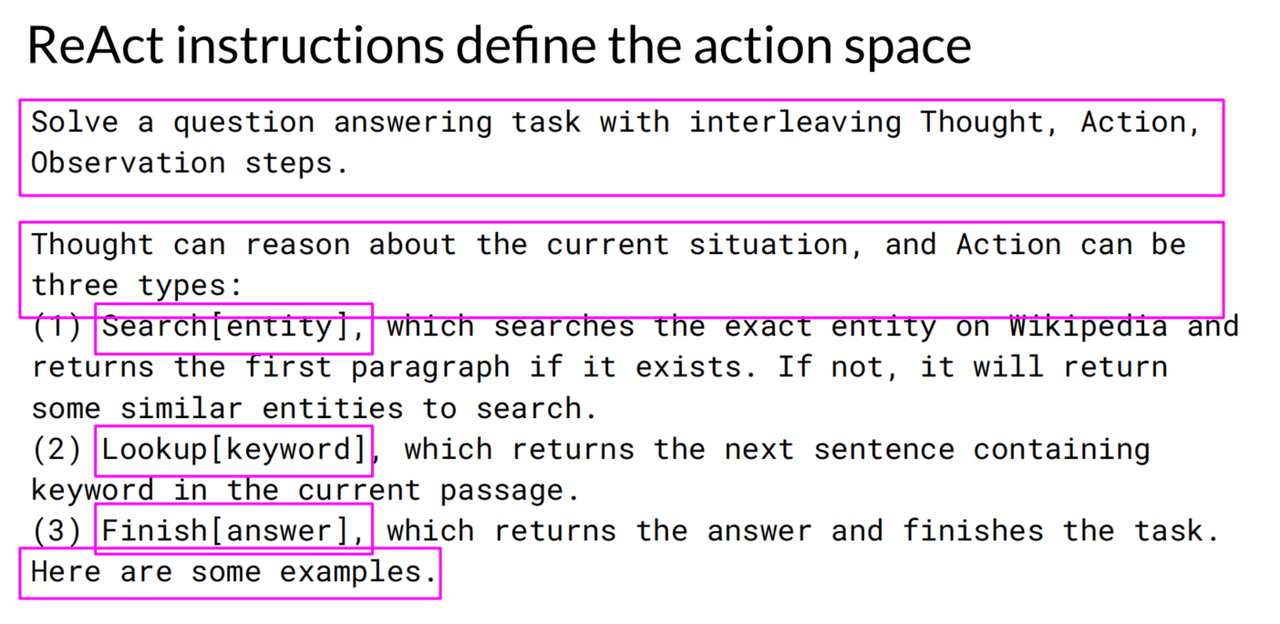 ReAct instructions define the action space
Solve a question answering task with interleaving Thought, Action,
Observation steps.
Thought can reason about the current situation, and Action can be
three types:
(1) Search[entity], which searches the exact entity on Wikipedia and
returns the first paragraph if it exists. If not, it will return
some similar entities to search.
(2) Lookup[keyword], which returns the next sentence containing
keyword in the current passage.
(3) Finish[answer], which returns the answer and finishes the task.
Here are some examples.